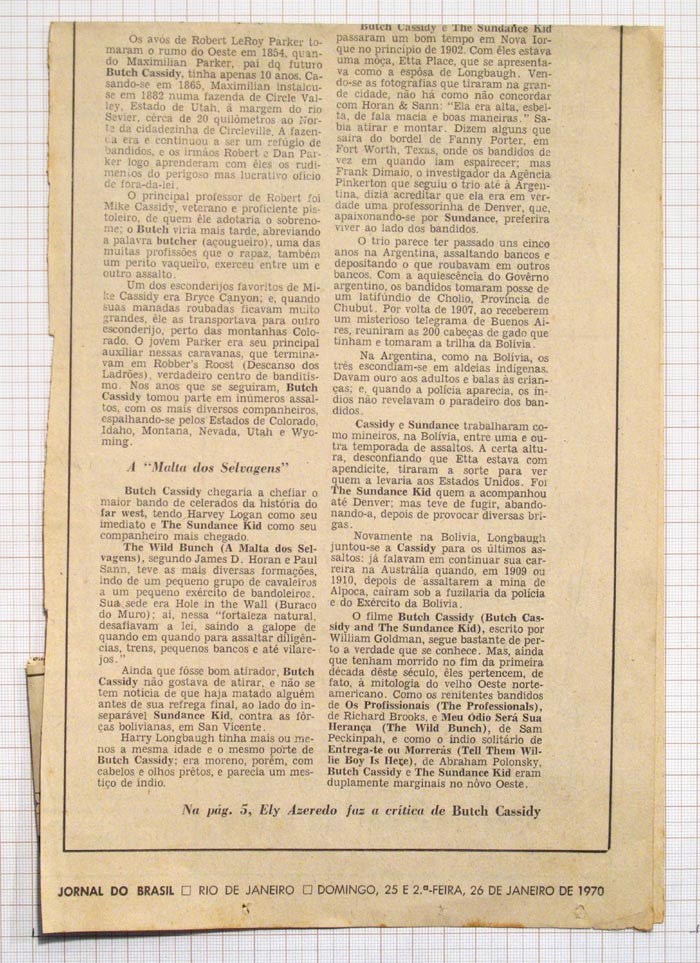 Os avós de Robert LeRoy Parker to-
maram o rumo do Oeste em 1854, quan-
do Maximilian Parker, pai do futuro
Butch Cassidy, tinha apenas 10 anos. Ca-
sando-se em 1865, Maximilian instalou-
se em 1882 numa fazenda de Circle Val-
ley, Estado de Utah, à margem do rio
Sevier, cêrca de 20 quilômetros ao Nor-
te da cidadezinha de Circleville. A fazen-
da era e continuou a ser um refúgio de
bandidos, e os irmãos Robert e Dan Par-
ker logo aprenderam com êles os rudi-
mentos do perigoso mas lucrativo ofício
de fora-da-lei.
O principal professor de Robert foi
Mike Cassidy, veterano e proficiente pis-
toleiro, de quem êle adotaria o sobreno-
me; o Butch viria mais tarde, abreviando
a palavra butcher (açougueiro), uma das
muitas profissões que o rapaz, também
um perito vaqueiro, exerceu entre um e
outro assalto.
Um dos esconderijos favoritos de Mi-
ke Cassidy era Bryce Canyon; e, quando
suas manadas roubadas ficavam muito
grandes, êle as transportava para outro
esconderijo, perto das montanhas Colo-
rado. O jovem Parker era seu principal
auxiliar nessas caravanas, que termina-
vam em Robber's Roost (Descanso dos
Ladrões), verdadeiro centro de banditis-
mo. Nos anos que se seguiram, Butch
Cassidy tomou parte em inúmeros assal-
tos, com os mais diversos companheiros,
espalhando-se pelos Estados de Colorado,
Idaho, Montana, Nevada, Utah e Wyo-
ming.
A "Malta dos Selvagens"
Butch Cassidy chegaria a chefiar o
maior bando de celerados da história do
far west, tendo Harvey Logan como seu
imediato e The Sundance Kid como seu
companheiro mais chegado.
The Wild Bunch (A Malta dos Sel-
vagens), segundo James D. Horan e Paul
Sann, teve as mais diversas formações,
indo de um pequeno grupo de cavaleiros
a um pequeno exército de bandoleiros.
Sua sede era Hole in the Wall (Buraco
do Muro); aí, nessa "fortaleza natural,
desafiavam a lei, saindo a galope de
quando em quando para assaltar diligên-
cias, trens, pequenos bancos e até vilare-
jos."
Ainda que fôsse bom atirador, Butch
Cassidy não gostava de atirar, e não se
tem notícia de que haja matado alguém
antes de sua refrega final, ao lado do in-
separável Sundance Kid, contra as fôr-
ças bolivianas, em San Vicente.
Harry Longbaugh tinha mais ou me-
nos a mesma idade e o mesmo porte de
Butch Cassidy; era moreno, porém, com
cabelos e olhos prêtos, e parecia um mes-
tiço de índio.
Butch Cassidy e The Sundance Kid
passaram um bom tempo em Nova Ior-
que no princípio de 1902. Com êles estava
uma môça, Etta Place, que se apresenta-
va como a espôsa de Longbaugh. Ven-
do-se as fotografias que tiraram na gran-
de cidade, não há como não concordar
com Horan & Sann: "Ela era alta, esbel-
ta, de fala macia e boas maneiras." Sa-
bia atirar e montar. Dizem alguns que
saíra do bordel de Fanny Porter, em
Fort Worth, Texas, onde os bandidos de
vez em quando iam espairecer; mas
Frank Dimaio, o investigador da Agência
Pinkerton que seguiu o trio até à Argen-
tina, dizia acreditar que ela era em ver-
dade uma professorinha de Denver, que,
apaixonando-se por Sundance, preferira
viver ao lado dos bandidos.
O trio parece ter passado uns cinco
anos na Argentina, assaltando bancos e
depositando o que roubavam em outros
bancos. Com a aquiescência do Govêrno
argentino, os bandidos tomaram posse de
um latifúndio de Cholio, Província de
Chubut. Por volta de 1907, ao receberem
um misterioso telegrama de Buenos Ai-
res, reuniram as 200 cabeças de gado que
tinham e tomaram a trilha da Bolívia.
Na Argentina, como na Bolívia, os
três escondiam-se em aldeias indígenas.
Davam ouro aos adultos e balas às crian-
ças; e, quando a polícia aparecia, os ín-
dios não revelavam o paradeiro dos ban-
didos.
Cassidy e Sundance trabalharam co-
mo mineiros, na Bolívia, entre uma e ou-
tra temporada de assaltos. A certa altu-
ra, desconfiando que Etta estava com
apendicite, tiraram a sorte para ver
quem a levaria aos Estados Unidos. Foi
The Sundance Kid quem a acompanhou
até Denver; mas teve de fugir, abando-
nando-a, depois de provocar diversas bri-
gas.
Novamente na Bolívia, Longbaugh
juntou-se a Cassidy para os últimos as-
saltos: já falavam em continuar sua car-
reira na Austrália quando, em 1909 ou
1910, depois de assaltarem a mina de
Alpoca, caíram sob a fuzilaria da polícia
e do Exército da Bolívia.
O filme Butch Cassidy (Butch Cas-
sidy and The Sundance Kid), escrito por
William Goldman, segue bastante de per-
to a verdade que se conhece. Mas, ainda
que tenham morrido no fim da primeira
década dêste século, êles pertencem, de
fato, à mitologia do velho Oeste norte-
americano. Como os renitentes bandidos
de Os Profissionais (The Professionals),
de Richard Brooks, e Meu Ódio Será Sua
Herança (The Wild Bunch), de Sam
Peckinpah, e como o índio solitário de
Entrega-te ou Morrerás (Tell Them Wil-
lie Boy Is Here), de Abraham Polonsky,
Butch Cassidy e The Sundance Kid eram
duplamente marginais no nôvo Oeste.
Na pág. 5, Ely Azeredo faz a crítica de Butch Cassidy
JORNAL DO BRASIL □ RIO DE JANEIRO □ DOMINGO, 25 E 2.ª-FEIRA, 26 DE JANEIRO DE 1970